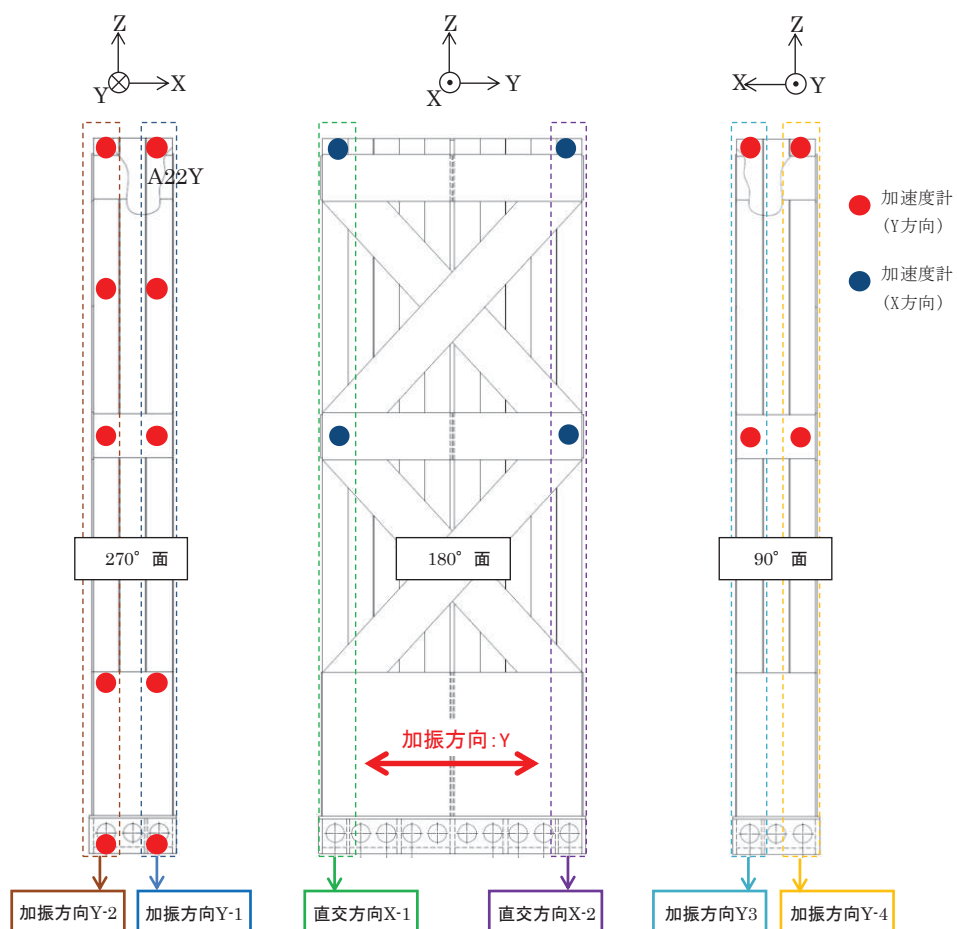 Z
Y
X
Z
X
Y
Z
X
Y
A22Y
加速度計
(Y方向)
加速度計
(X方向)
270° 面
180° 面
90° 面
加振方向:Y
加振方向Y-2
加振方向Y-1
直交方向X-1
直交方向X-2
加振方向Y3
加振方向Y-4